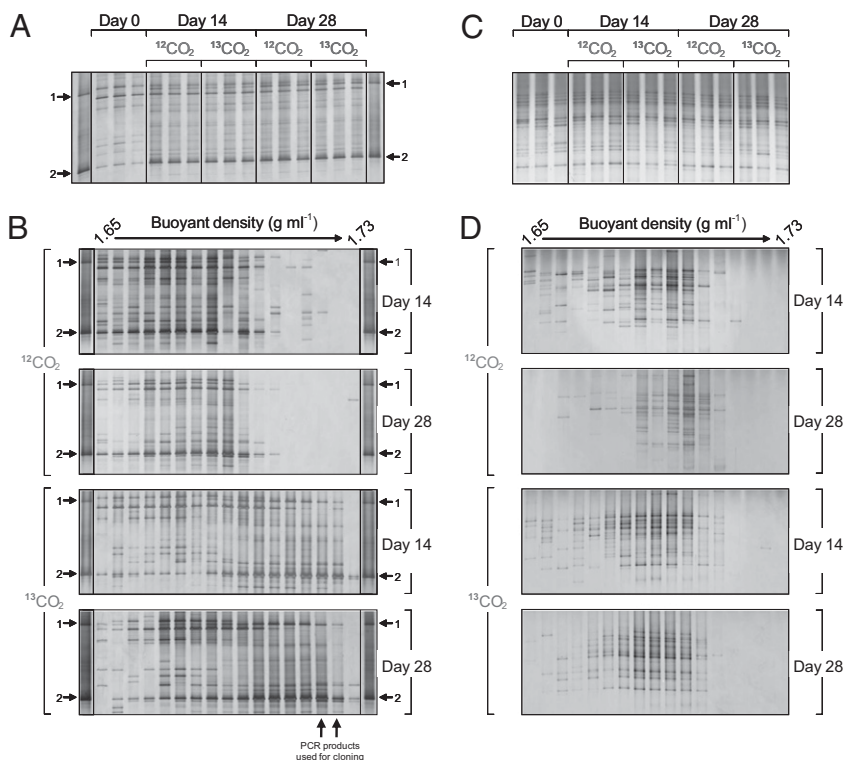 A
Day 0 Day 14 Day 28
¹²CO₂ ¹³CO₂ ¹²CO₂ ¹³CO₂
1 1
2 2
B
1.65 Buoyant density (g ml⁻¹) 1.73
¹²CO₂
1 1
2 2
Day 14
1 1
2 2
Day 28
¹³CO₂
1 1
2 2
Day 14
1 1
2 2
Day 28
PCR products
used for cloning
C
Day 0 Day 14 Day 28
¹²CO₂ ¹³CO₂ ¹²CO₂ ¹³CO₂
D
1.65 Buoyant density (g ml⁻¹) 1.73
¹²CO₂
Day 14
Day 28
¹³CO₂
Day 14
Day 28